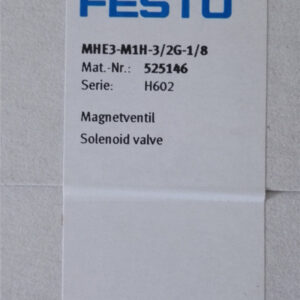 FESTO
MHE3-M1H-3/2G-1/8
Mat.-Nr.: 525146
Serie: H602
Magnetventil
Solenoid valve